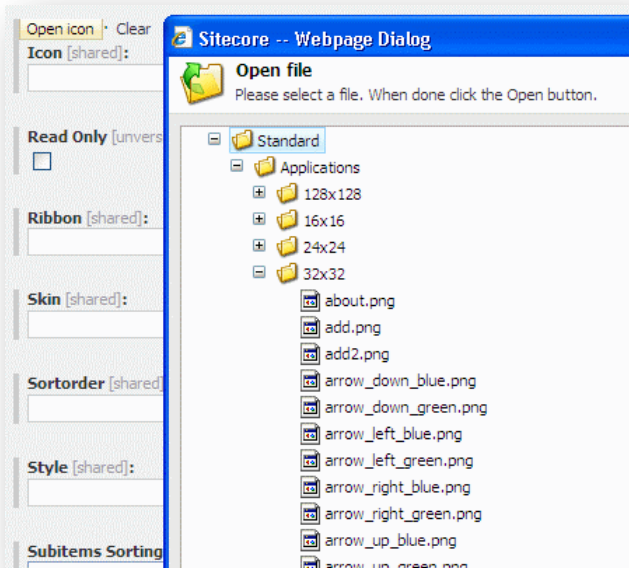 Open icon · Clear
Icon [shared]:
Read Only [unvers
Ribbon [shared]:
Skin [shared]:
Sortorder [shared]
Style [shared]:
Subitems Sorting
Sitecore -- Webpage Dialog
Open file
Please select a file. When done click the Open button.
Standard
Applications
128x128
16x16
24x24
32x32
about.png
add.png
add2.png
arrow_down_blue.png
arrow_down_green.png
arrow_left_blue.png
arrow_left_green.png
arrow_right_blue.png
arrow_right_green.png
arrow_up_blue.png
arrow_up_green.png